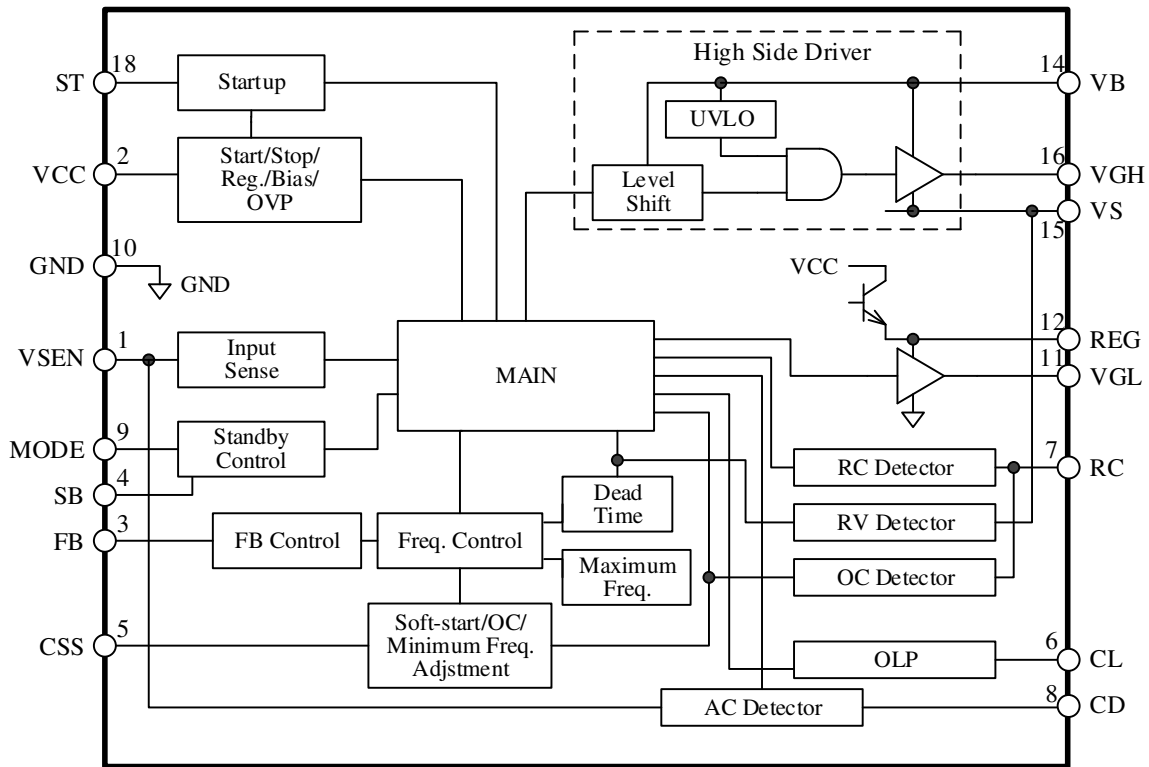 High Side Driver
18
ST
Startup
14
VB
UVLO
2
VCC
Start/Stop/
Reg./Bias/
OVP
Level
Shift
16
VGH
VS
15
10
GND
GND
VCC
1
VSEN
Input
Sense
MAIN
12
REG
11
VGL
9
MODE
Standby
Control
4
SB
7
RC
RC Detector
Dead
Time
3
FB
FB Control
Freq. Control
RV Detector
Maximum
Freq.
OC Detector
5
CSS
Soft-start/OC/
Minimum Freq.
Adjstment
OLP
6
CL
AC Detector
8
CD